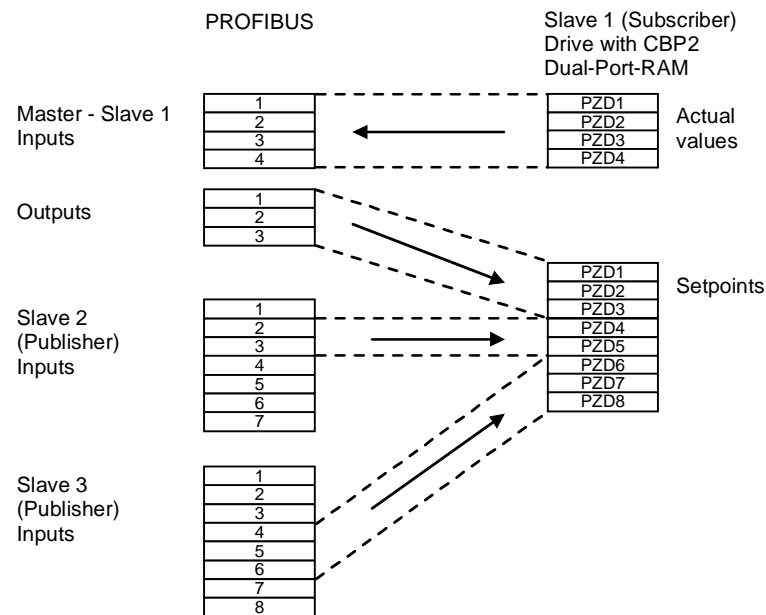 PROFIBUS
Slave 1 (Subscriber)
Drive with CBP2
Dual-Port-RAM
Master - Slave 1
Inputs
1
2
3
4
PZD1
PZD2
PZD3
PZD4
Actual
values
Outputs
1
2
3
PZD1
PZD2
PZD3
PZD4
PZD5
PZD6
PZD7
PZD8
Setpoints
Slave 2
(Publisher)
Inputs
1
2
3
4
5
6
7
Slave 3
(Publisher)
Inputs
1
2
3
4
5
6
7
8